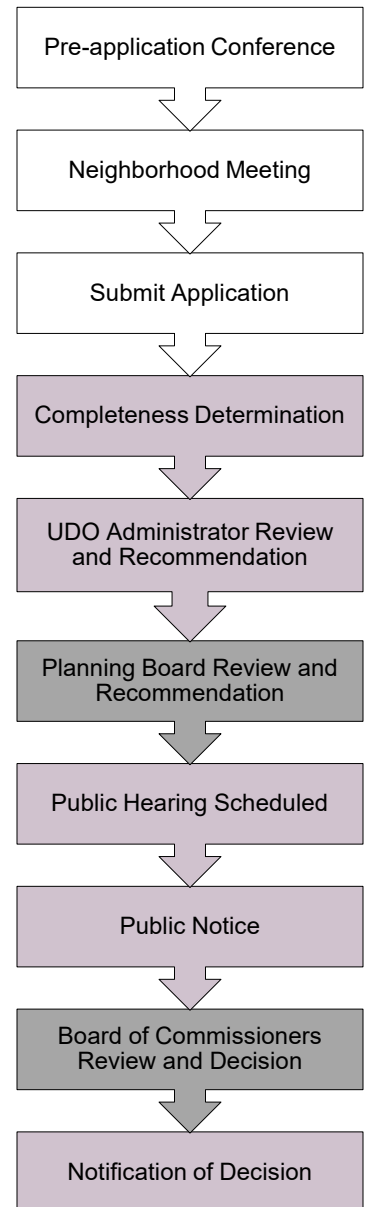 Pre-application Conference
Neighborhood Meeting
Submit Application
Completeness Determination
UDO Administrator Review
and Recommendation
Planning Board Review and
Recommendation
Public Hearing Scheduled
Public Notice
Board of Commissioners
Review and Decision
Notification of Decision